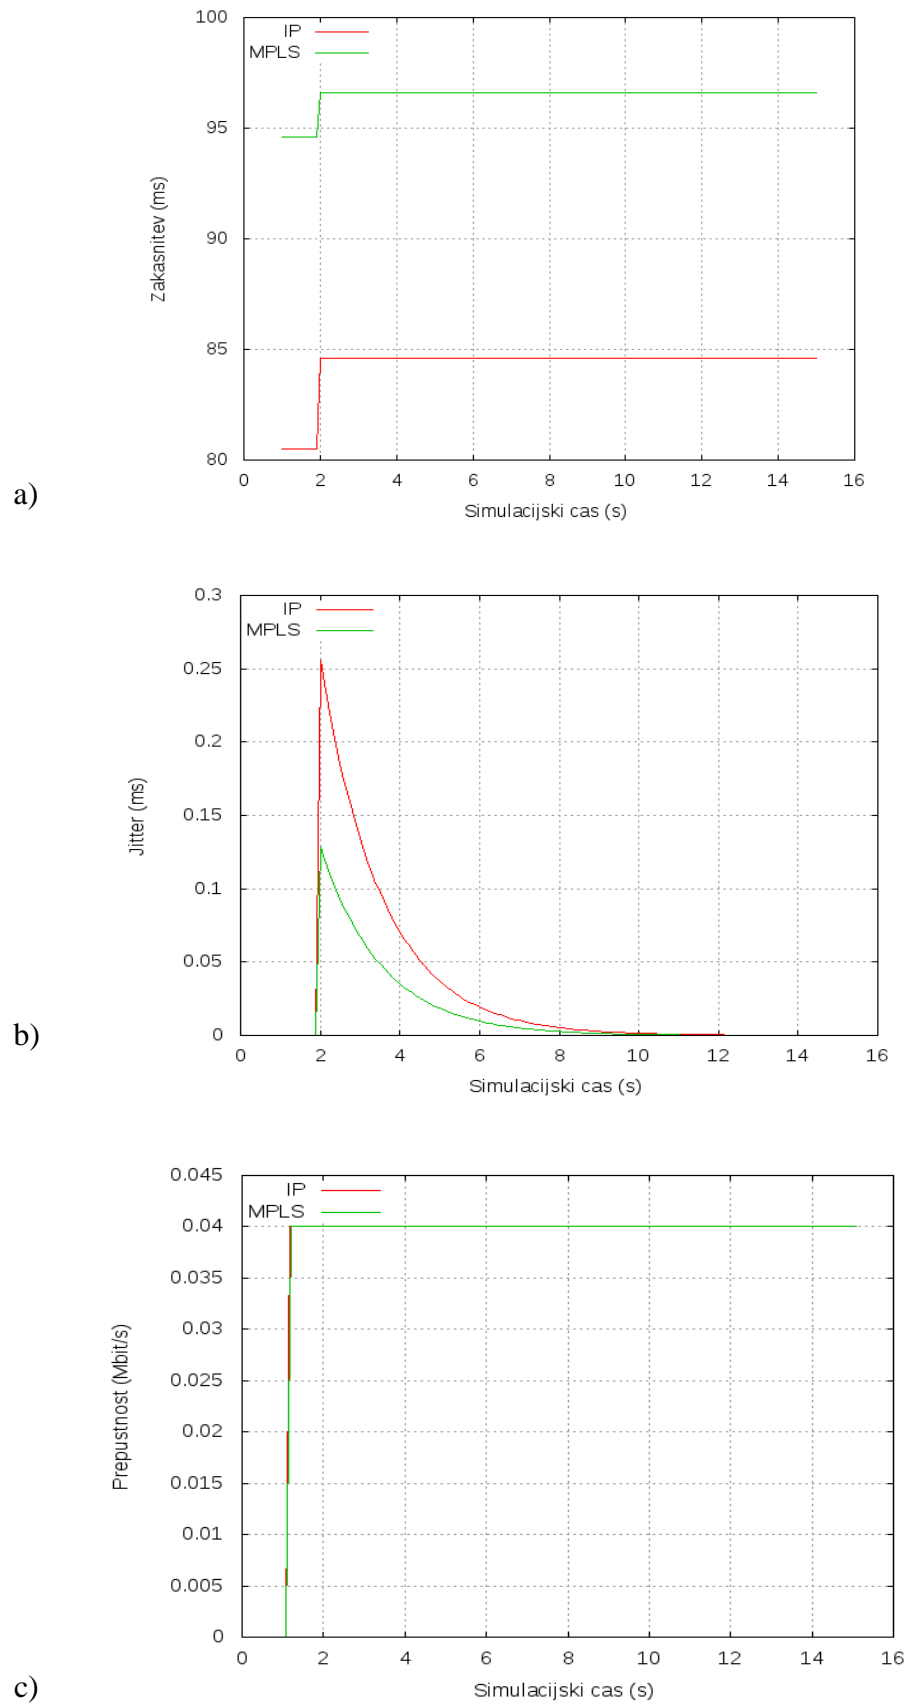 100
IP
MPLS
95
90
85
80
0 2 4 6 8 10 12 14 16
Zakasnitev (ms)
Simulacijski cas (s)
a)
0.3
IP
MPLS
0.25
0.2
0.15
0.1
0.05
0
0 2 4 6 8 10 12 14 16
Jitter (ms)
Simulacijski cas (s)
b)
0.045
IP
MPLS
0.04
0.035
0.03
0.025
0.02
0.015
0.01
0.005
0
0 2 4 6 8 10 12 14 16
Prepustnost (Mbit/s)
Simulacijski cas (s)
c)